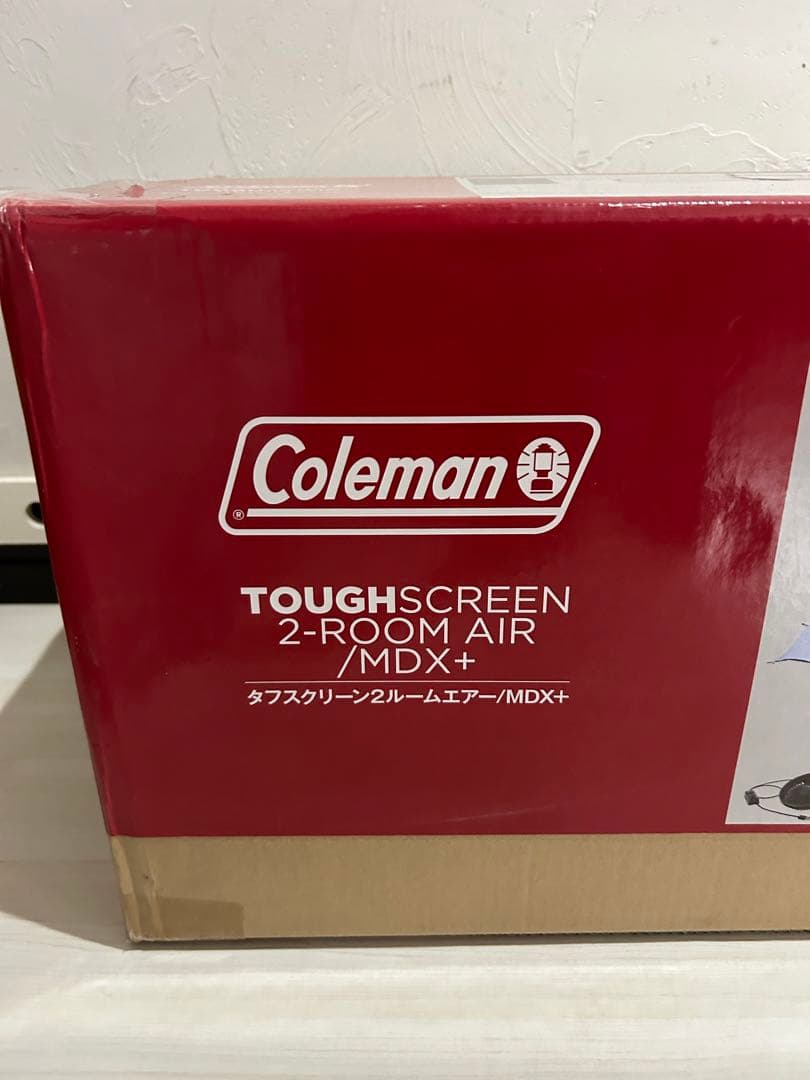 Coleman
®
TOUGHSCREEN
2-ROOM AIR
/MDX+
タフスクリーン2ルームエアー/MDX+